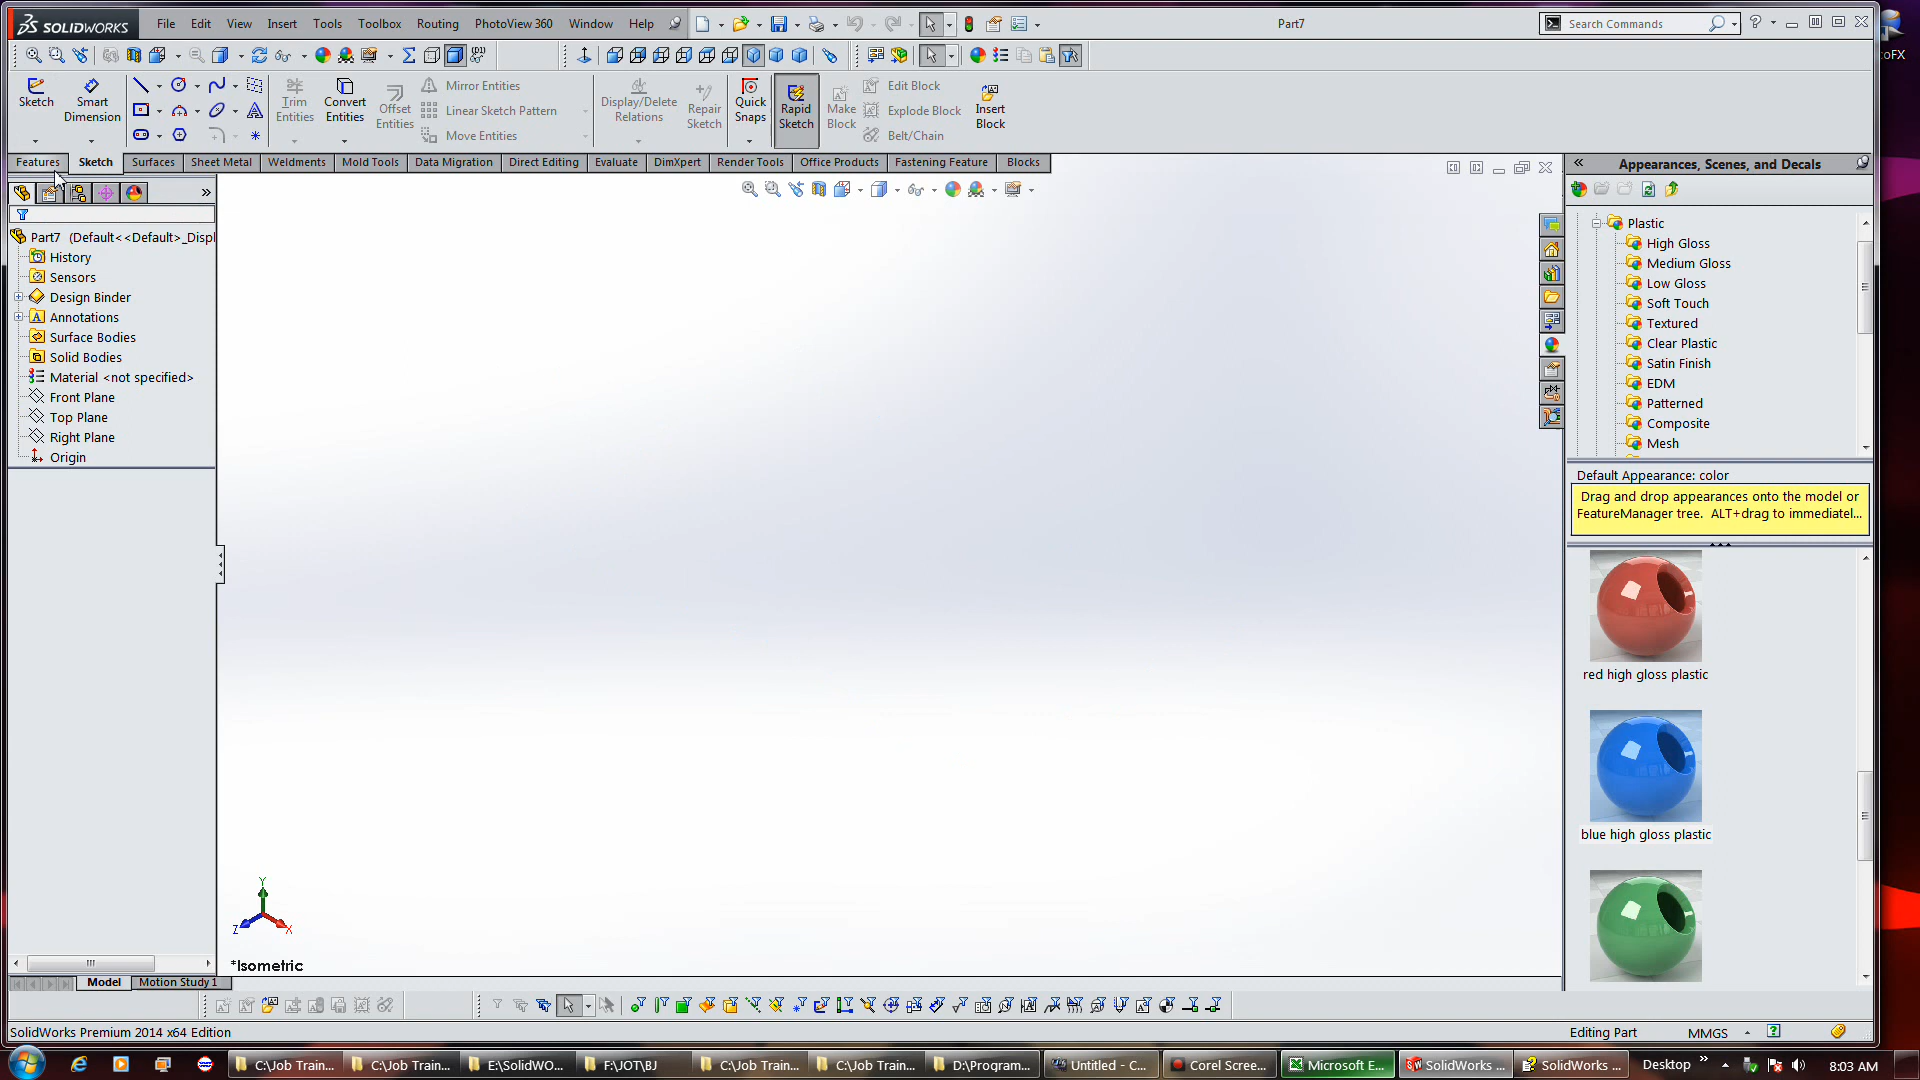 SOLIDWORKS File Edit View Insert Tools Toolbox Routing PhotoView 360 Window Help Part7 Search Commands
oFX
Sketch Smart Dimension Trim Entities Convert Entities Offset Entities Mirror Entities Display/Delete Relations Repair Sketch Quick Snaps Rapid Sketch Make Block Edit Block Insert Block
Linear Sketch Pattern Explode Block
Move Entities Belt/Chain
Features Sketch Surfaces Sheet Metal Weldments Mold Tools Data Migration Direct Editing Evaluate DimXpert Render Tools Office Products Fastening Feature Blocks
Part7 (Default<<Default>_Displ
History
Sensors
Design Binder
Annotations
Surface Bodies
Solid Bodies
Material <not specified>
Front Plane
Top Plane
Right Plane
Origin
Y
Z
X
*Isometric
Appearances, Scenes, and Decals
Plastic
High Gloss
Medium Gloss
Low Gloss
Soft Touch
Textured
Clear Plastic
Satin Finish
EDM
Patterned
Composite
Mesh
Default Appearance: color
Drag and drop appearances onto the model or
FeatureManager tree. ALT+drag to immediatel...
red high gloss plastic
blue high gloss plastic
Model Motion Study 1
SolidWorks Premium 2014 x64 Edition Editing Part MMGS
C:\Job Train... C:\Job Train... E:\SolidWO... F:\JOT\BJ C:\Job Train... C:\Job Train... D:\Program... Untitled - C... Corel Scree... Microsoft E... SolidWorks ... SolidWorks ... Desktop 8:03 AM